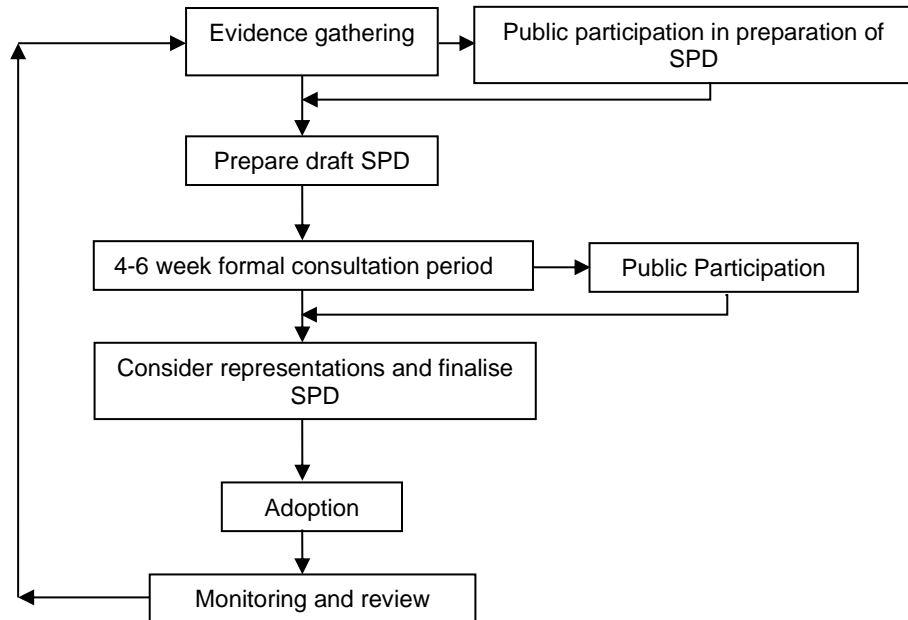 Evidence gathering
Public participation in preparation of
SPD
Prepare draft SPD
4-6 week formal consultation period
Public Participation
Consider representations and finalise
SPD
Adoption
Monitoring and review